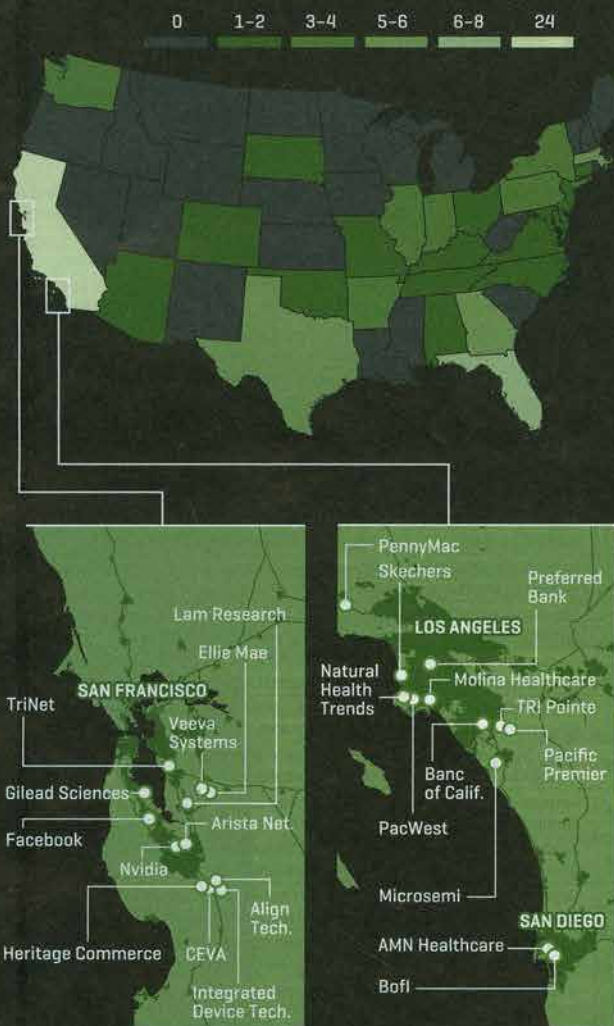 0 1–2 3–4 5–6 6–8 24
Lam Research
Ellie Mae
SAN FRANCISCO
TriNet
Veeva
Systems
Gilead Sciences
Arista Net.
Facebook
Nvidia
Align
Tech.
Heritage Commerce
CEVA
Integrated
Device Tech.
PennyMac
Skechers
Preferred
Bank
LOS ANGELES
Natural
Health
Trends
Molina Healthcare
TRI Pointe
Banc
of Calif.
Pacific
Premier
PacWest
Microsemi
SAN DIEGO
AMN Healthcare
BofI